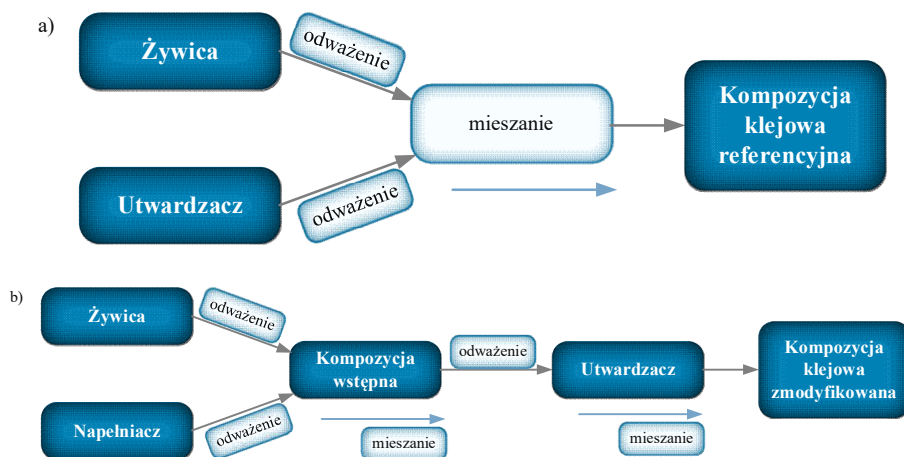 a)
Żywica
odważenie
mieszanie
Kompozycja
klejowa
referencyjna
Utwardzacz
odważenie
b)
Żywica
odważenie
Kompozycja
wstępna
odważenie
Utwardzacz
Kompozycja
klejowa
zmodyfikowana
Napełniacz
odważenie
mieszanie
mieszanie